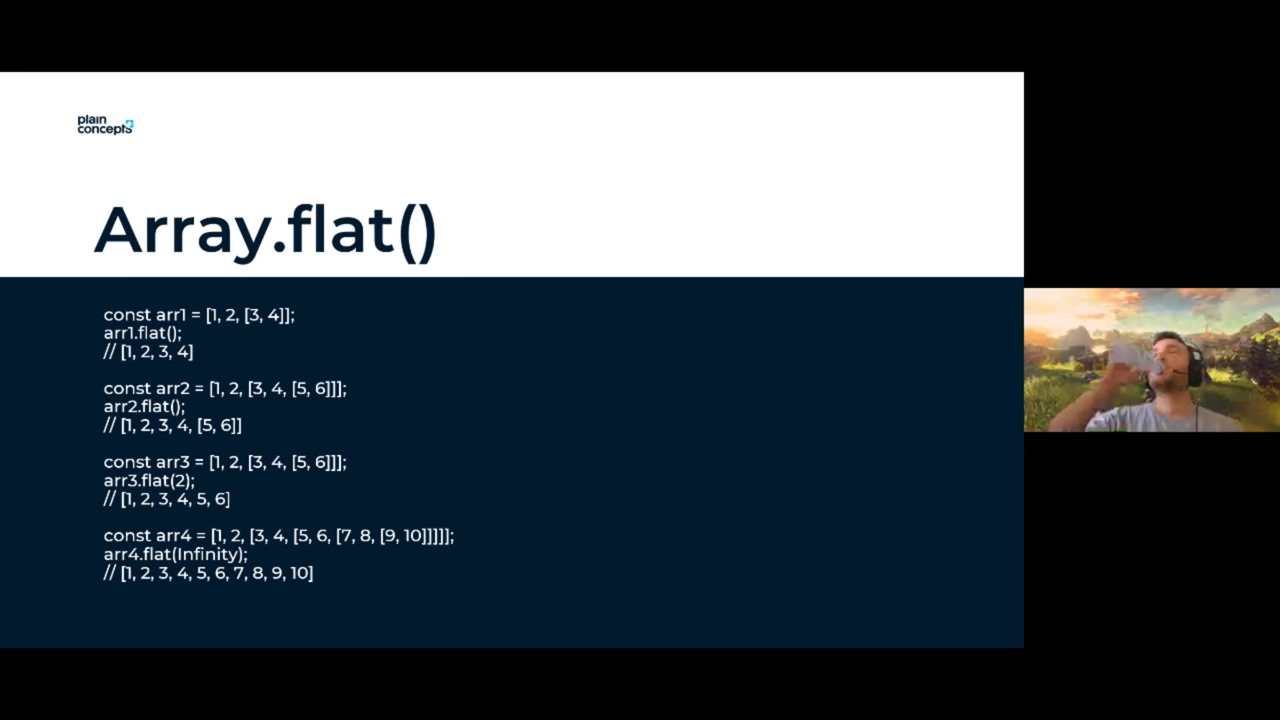 plain
concepts
Array.flat()
const arr1 = [1, 2, [3, 4]];
arr1.flat();
// [1, 2, 3, 4]
const arr2 = [1, 2, [3, 4, [5, 6]]];
arr2.flat();
// [1, 2, 3, 4, [5, 6]]
const arr3 = [1, 2, [3, 4, [5, 6]]];
arr3.flat(2);
// [1, 2, 3, 4, 5, 6]
const arr4 = [1, 2, [3, 4, [5, 6, [7, 8, [9, 10]]]]];
arr4.flat(Infinity);
// [1, 2, 3, 4, 5, 6, 7, 8, 9, 10]